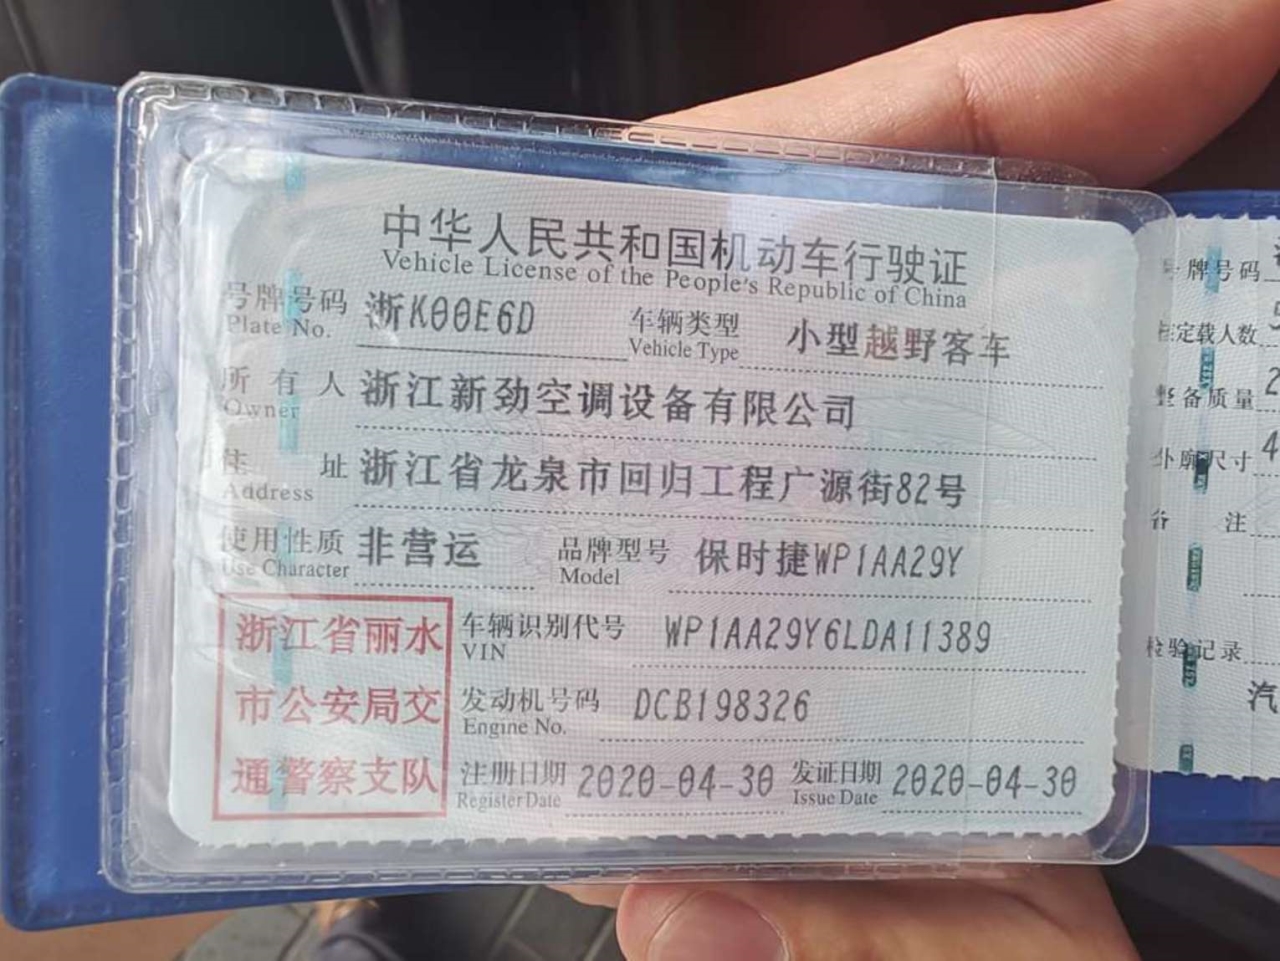 中华人民共和国机动车行驶证
Vehicle License of the People's Republic of China
号牌号码 浙K00E6D 车辆类型 小型越野客车
Plate No. Vehicle Type
所有人 浙江新劲空调设备有限公司
Owner
住址 浙江省龙泉市回归工程广源街82号
Address
使用性质 非营运 品牌型号 保时捷WP1AA29Y
Use Character Model
浙江省丽水
市公安局交
通警察支队
车辆识别代号 WP1AA29Y6LDA11389
VIN
发动机号码 DCB198326
Engine No.
注册日期 2020-04-30 发证日期 2020-04-30
Register Date Issue Date
号牌号码
核定载人数
整备质量 2
外廓尺寸 4
备注
检验记录
汽